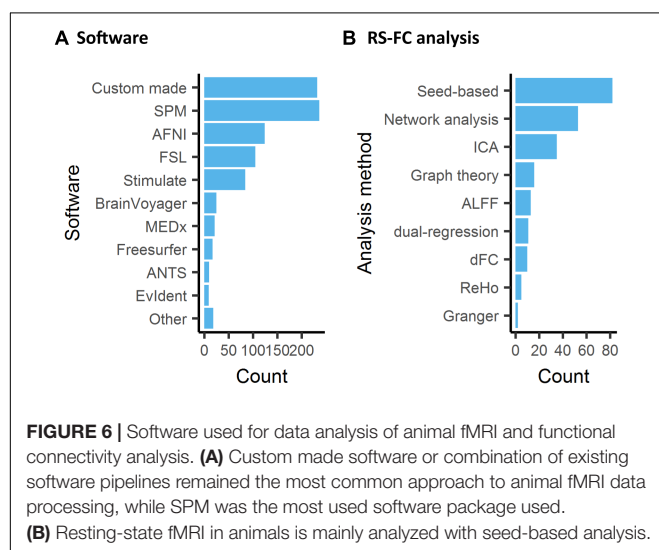 A Software
Custom made
SPM
AFNI
FSL
Stimulate
BrainVoyager
MEDx
Freesurfer
ANTS
EvIdent
Other
Software
0 50 100 150 200
Count
B RS-FC analysis
Seed-based
Network analysis
ICA
Graph theory
ALFF
dual-regression
dFC
ReHo
Granger
Analysis method
0 20 40 60 80
Count
FIGURE 6 | Software used for data analysis of animal fMRI and functional
connectivity analysis. (A) Custom made software or combination of existing
software pipelines remained the most common approach to animal fMRI data
processing, while SPM was the most used software package used.
(B) Resting-state fMRI in animals is mainly analyzed with seed-based analysis.